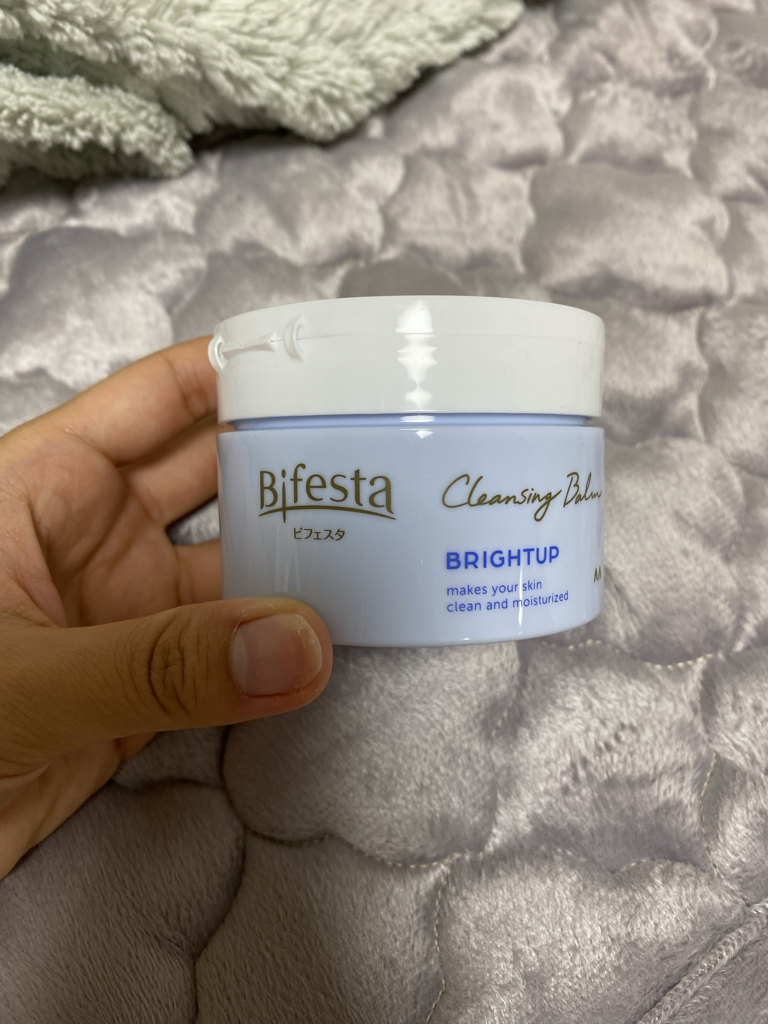 Bifesta
ビフェスタ
Cleansing Balm
BRIGHTUP
makes your skin
clean and moisturized